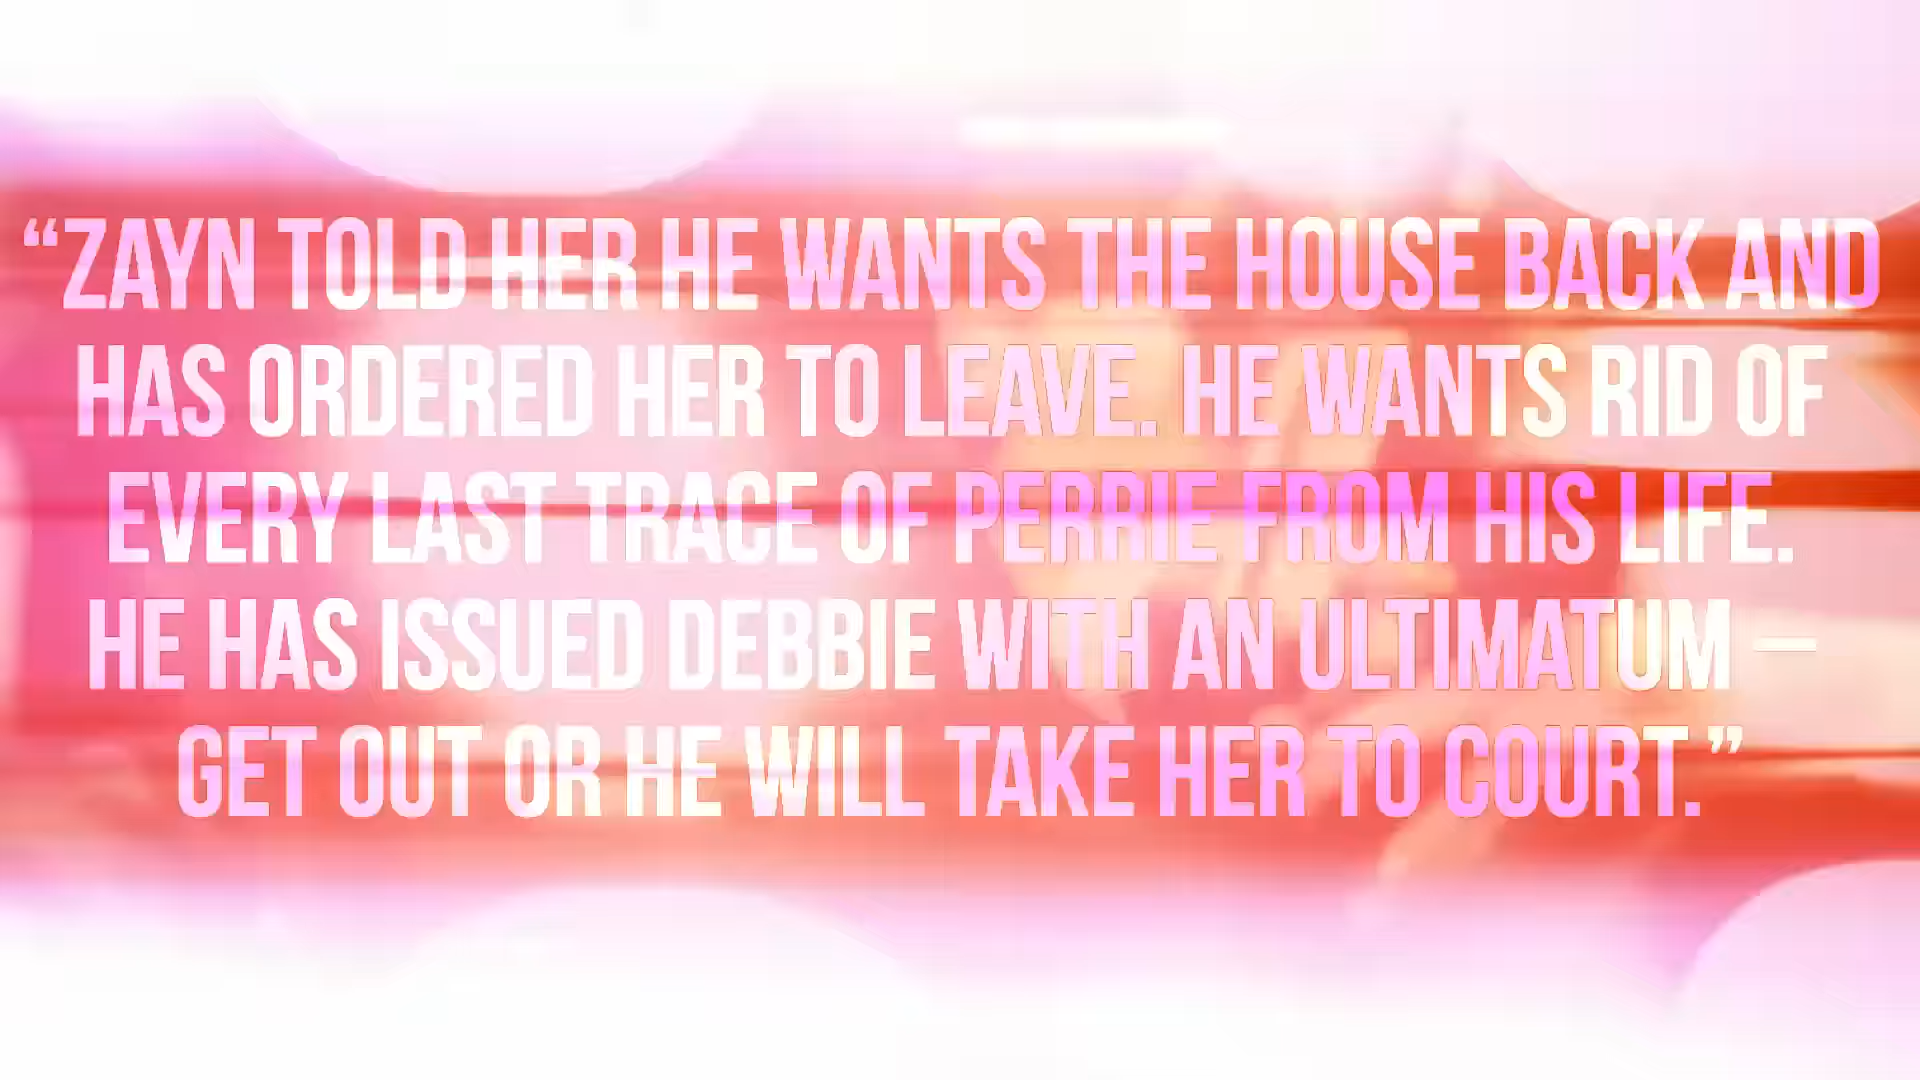 “ZAYN TOLD HER HE WANTS THE HOUSE BACK AND
HAS ORDERED HER TO LEAVE. HE WANTS RID OF
EVERY LAST TRACE OF PERRIE FROM HIS LIFE.
HE HAS ISSUED DEBBIE WITH AN ULTIMATUM –
GET OUT OR HE WILL TAKE HER TO COURT.”